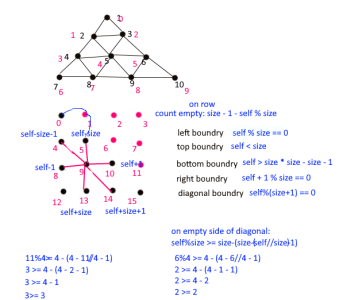 1 0
1 2 3 2
3 4 4 5 5 6
7 6 8 7 9 8 10 9
on row
count empty: size - 1 - self % size
0 1 2 3
self-size-1 self-size
4 5 6 7
left boundry self % size == 0
top boundry self < size
self-1 9 self+1
8 10 11
bottom boundry self > size * size - size - 1
right boundry self + 1 % size == 0
diagonal boundry self%(size+1) == 0
12 13 14 15
self+size self+size+1
on empty side of diagonal:
self%size >= size-(size-(self//size)-1)
11%4>= 4 - (4 - 11//4 - 1)
3 >= 4 - (4 - 2 - 1)
3 >= 4 - 1
3>= 3
6%4 >= 4 - (4 - 6//4 - 1)
2 >= 4 - (4 - 1 - 1)
2 >= 4 - 2
2 >= 2